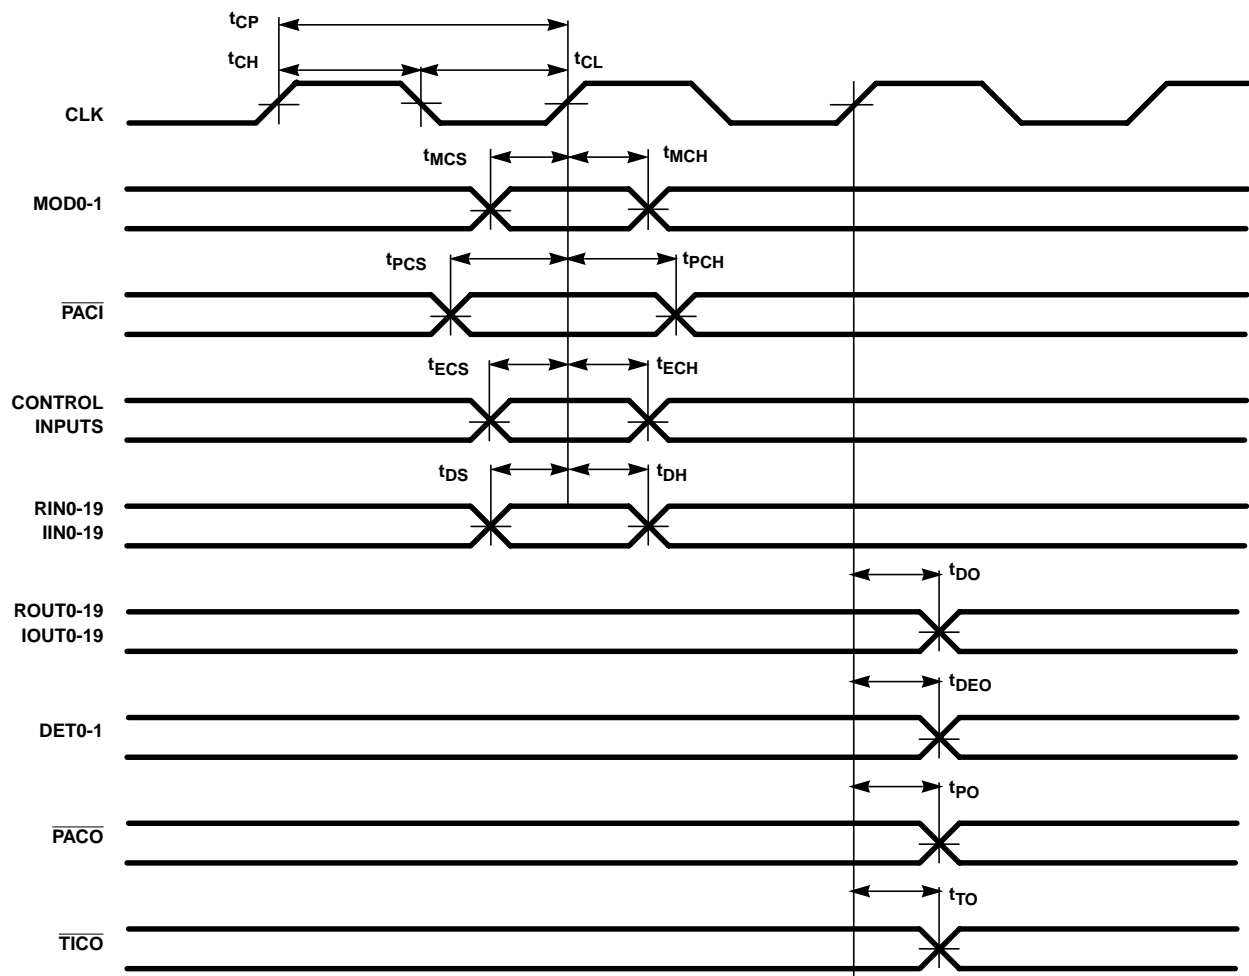 tCP
tCH
tCL
CLK
tMCS
tMCH
MOD0-1
tPCS
tPCH
PACI
tECS
tECH
CONTROL
INPUTS
tDS
tDH
RIN0-19
IIN0-19
tDO
ROUT0-19
IOUT0-19
tDEO
DET0-1
tPO
PACO
tTO
TICO